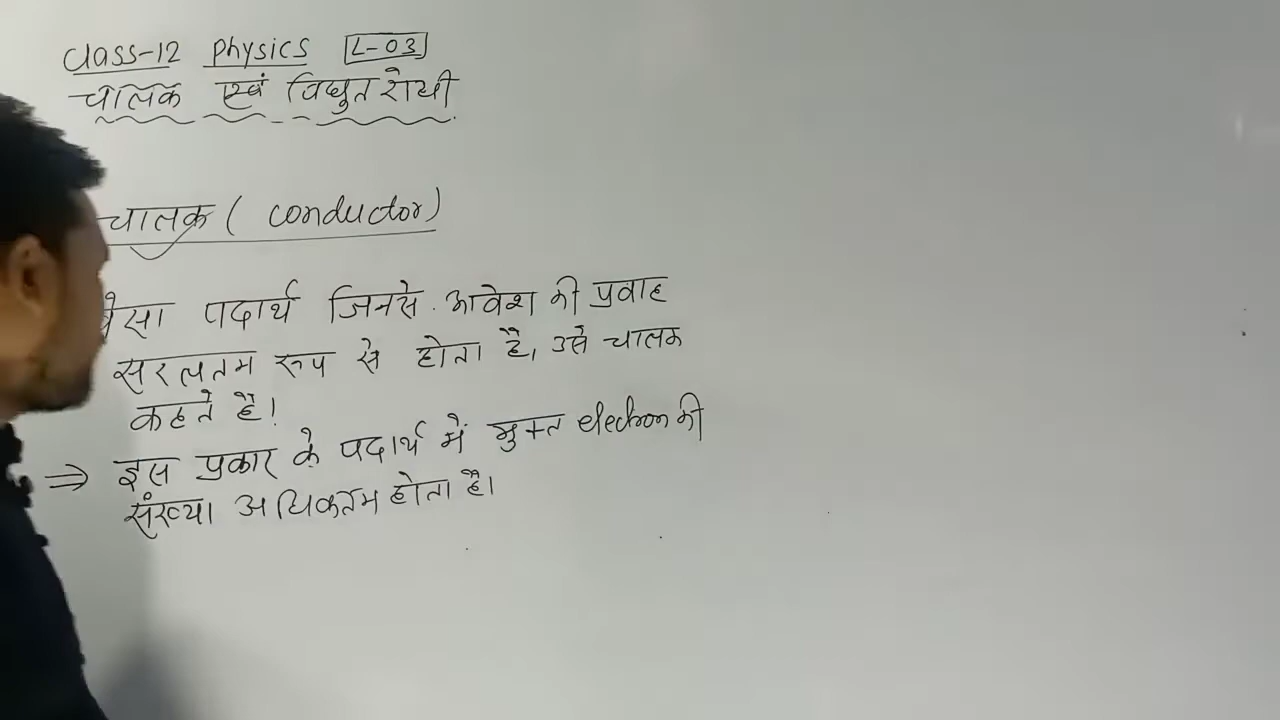 Class-12 Physics L-03
चालक एवं विद्युतरोधी
चालक ( conductor )
वैसा पदार्थ जिनसे आवेश की प्रवाह
सरलतम रूप से होता है, उसे चालक
कहते है।
⇒ इस प्रकार के पदार्थ में मुक्त electron की
संख्या अधिकतम होता है।